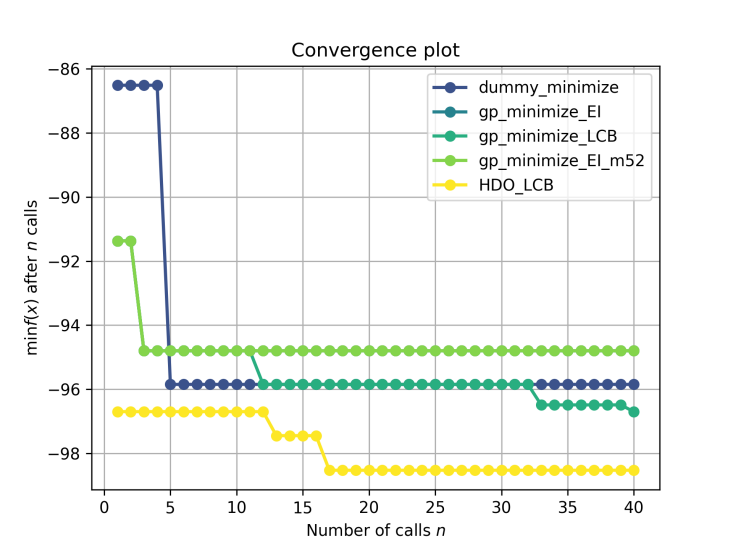 Convergence plot
min f(x) after n calls
−86
−88
−90
−92
−94
−96
−98
dummy_minimize
gp_minimize_EI
gp_minimize_LCB
gp_minimize_EI_m52
HDO_LCB
0 5 10 15 20 25 30 35 40
Number of calls n